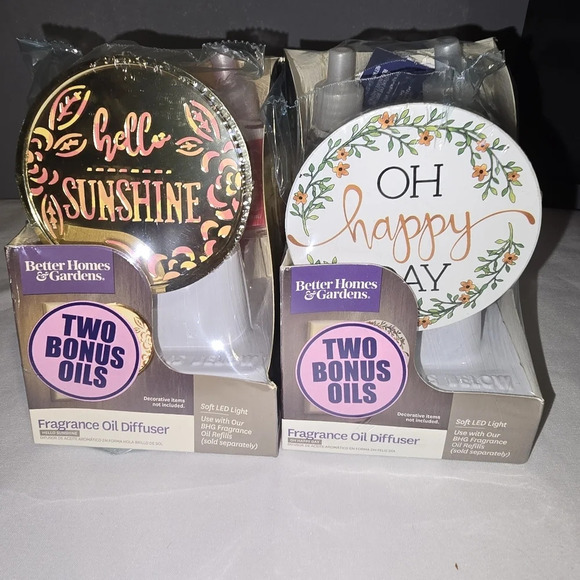 hello
SUNSHINE
Better Homes
& Gardens®
TWO
BONUS
OILS
Decorative items
not included.
Fragrance Oil Diffuser
HELLO SUNSHINE
Soft LED Light
Use with Our
BHG Fragrance
Oil Refills
(sold separately)
OH
happy
AY
Better Homes
& Gardens®
TWO
BONUS
OILS
Decorative items
not included.
Fragrance Oil Diffuser
Soft LED Light
Use with Our
BHG Fragrance
Oil Refills
(sold separately)